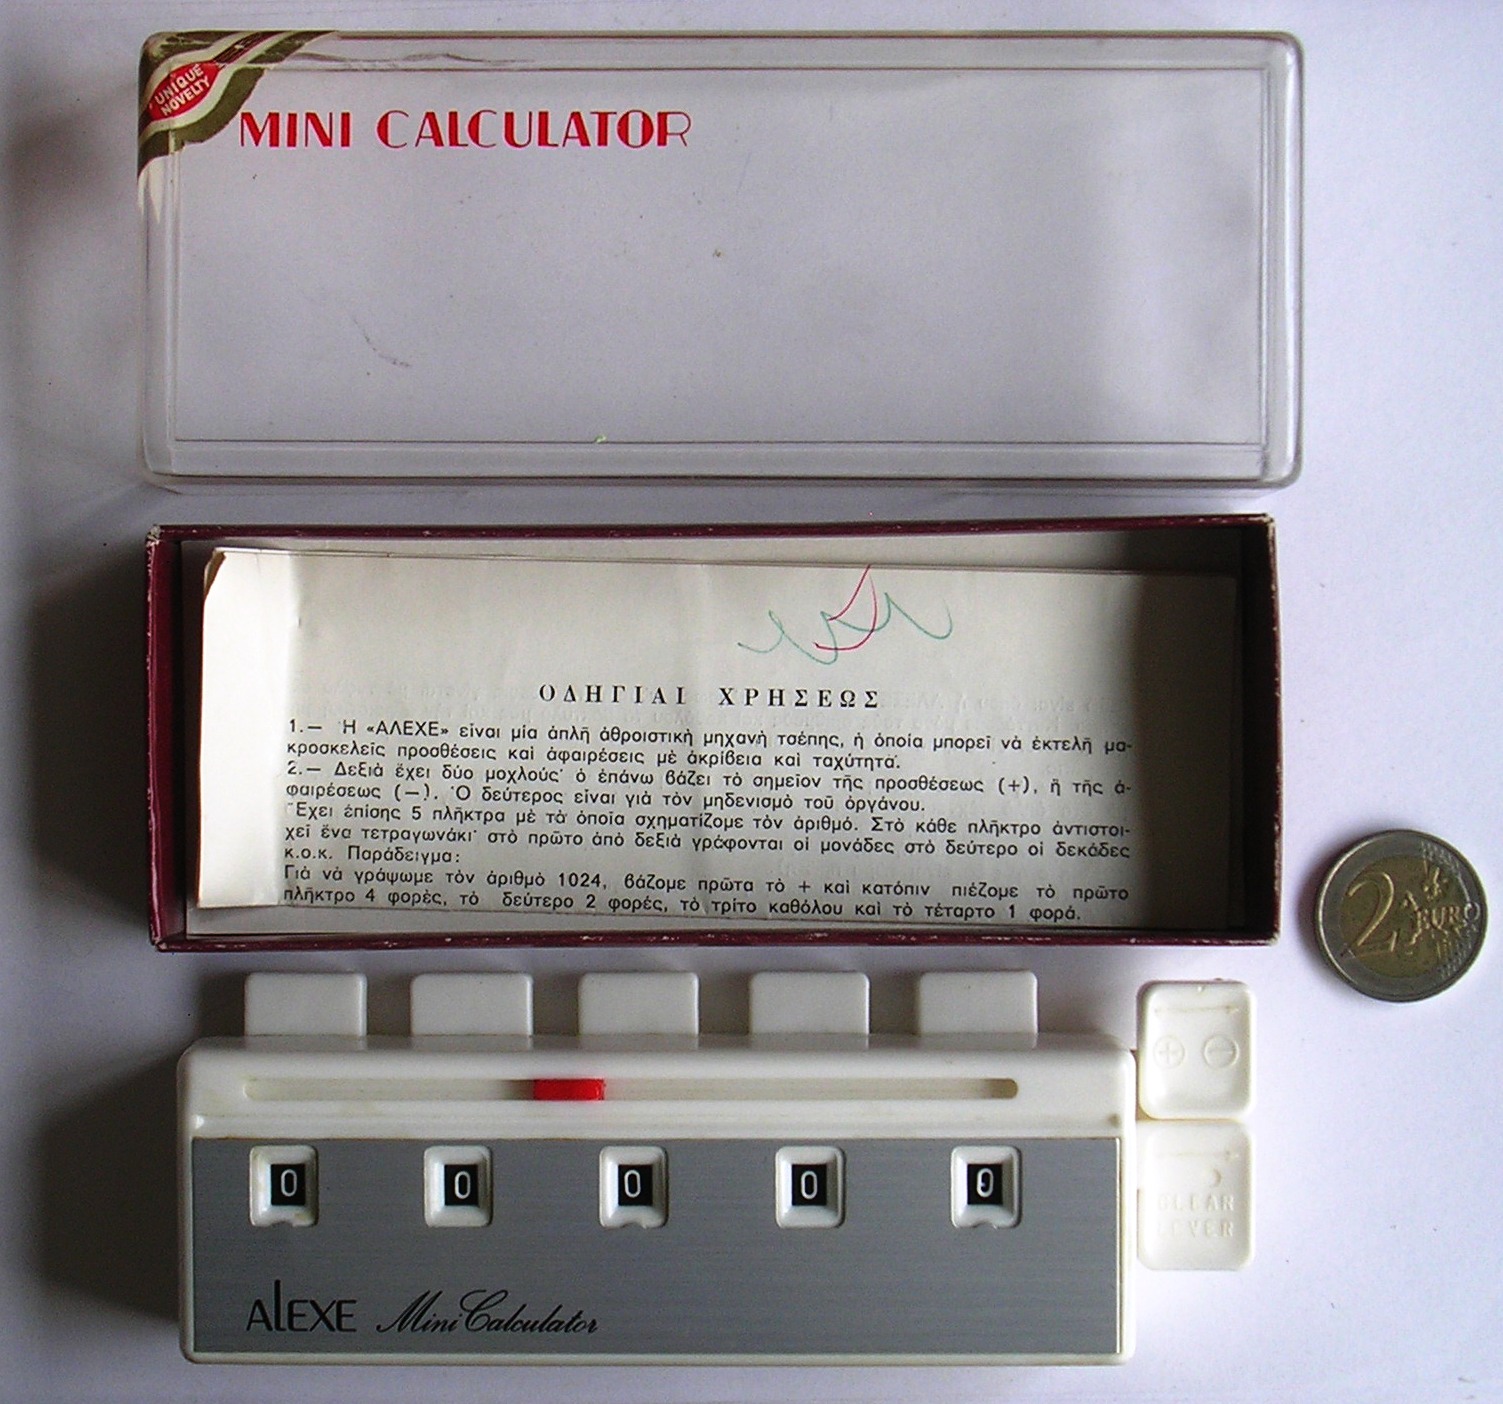 UNIQUE
NOVELTY
MINI CALCULATOR
ΟΔΗΓΙΑΙ ΧΡΗΣΕΩΣ
1.— Ἡ «ΑΛΕΧΕ» εἶναι μία ἁπλῆ ἀθροιστικὴ μηχανὴ τσέπης, ἡ ὁποία μπορεῖ νὰ ἐκτελῆ μα-
κροσκελεῖς προσθέσεις καὶ ἀφαιρέσεις μὲ ἀκρίβεια καὶ ταχύτητα.
2.— Δεξιὰ ἔχει δύο μοχλούς· ὁ ἐπάνω βάζει τὸ σημεῖον τῆς προσθέσεως (+), ἢ τῆς ἀ-
φαιρέσεως (—). Ὁ δεύτερος εἶναι γιὰ τὸν μηδενισμὸ τοῦ ὀργάνου.
Ἔχει ἐπίσης 5 πλῆκτρα μὲ τὰ ὁποῖα σχηματίζομε τὸν ἀριθμό. Στὸ κάθε πλῆκτρο ἀντιστοι-
χεῖ ἕνα τετραγωνάκι· στὸ πρῶτο ἀπὸ δεξιὰ γράφονται οἱ μονάδες στὸ δεύτερο οἱ δεκάδες
κ.ο.κ. Παράδειγμα:
Γιὰ νὰ γράψωμε τὸν ἀριθμὸ 1024, βάζομε πρῶτα τὸ + καὶ κατόπιν πιέζομε τὸ πρῶτο
πλῆκτρο 4 φορές, τὸ δεύτερο 2 φορές, τὸ τρίτο καθόλου καὶ τὸ τέταρτο 1 φορά.
2 EURO
+ −
CLEAR
LEVER
0 0 0 0 0
ALEXE Mini Calculator